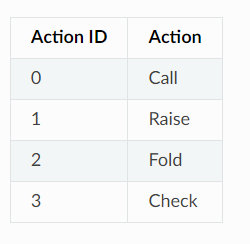 Action ID Action
0 Call
1 Raise
2 Fold
3 Check